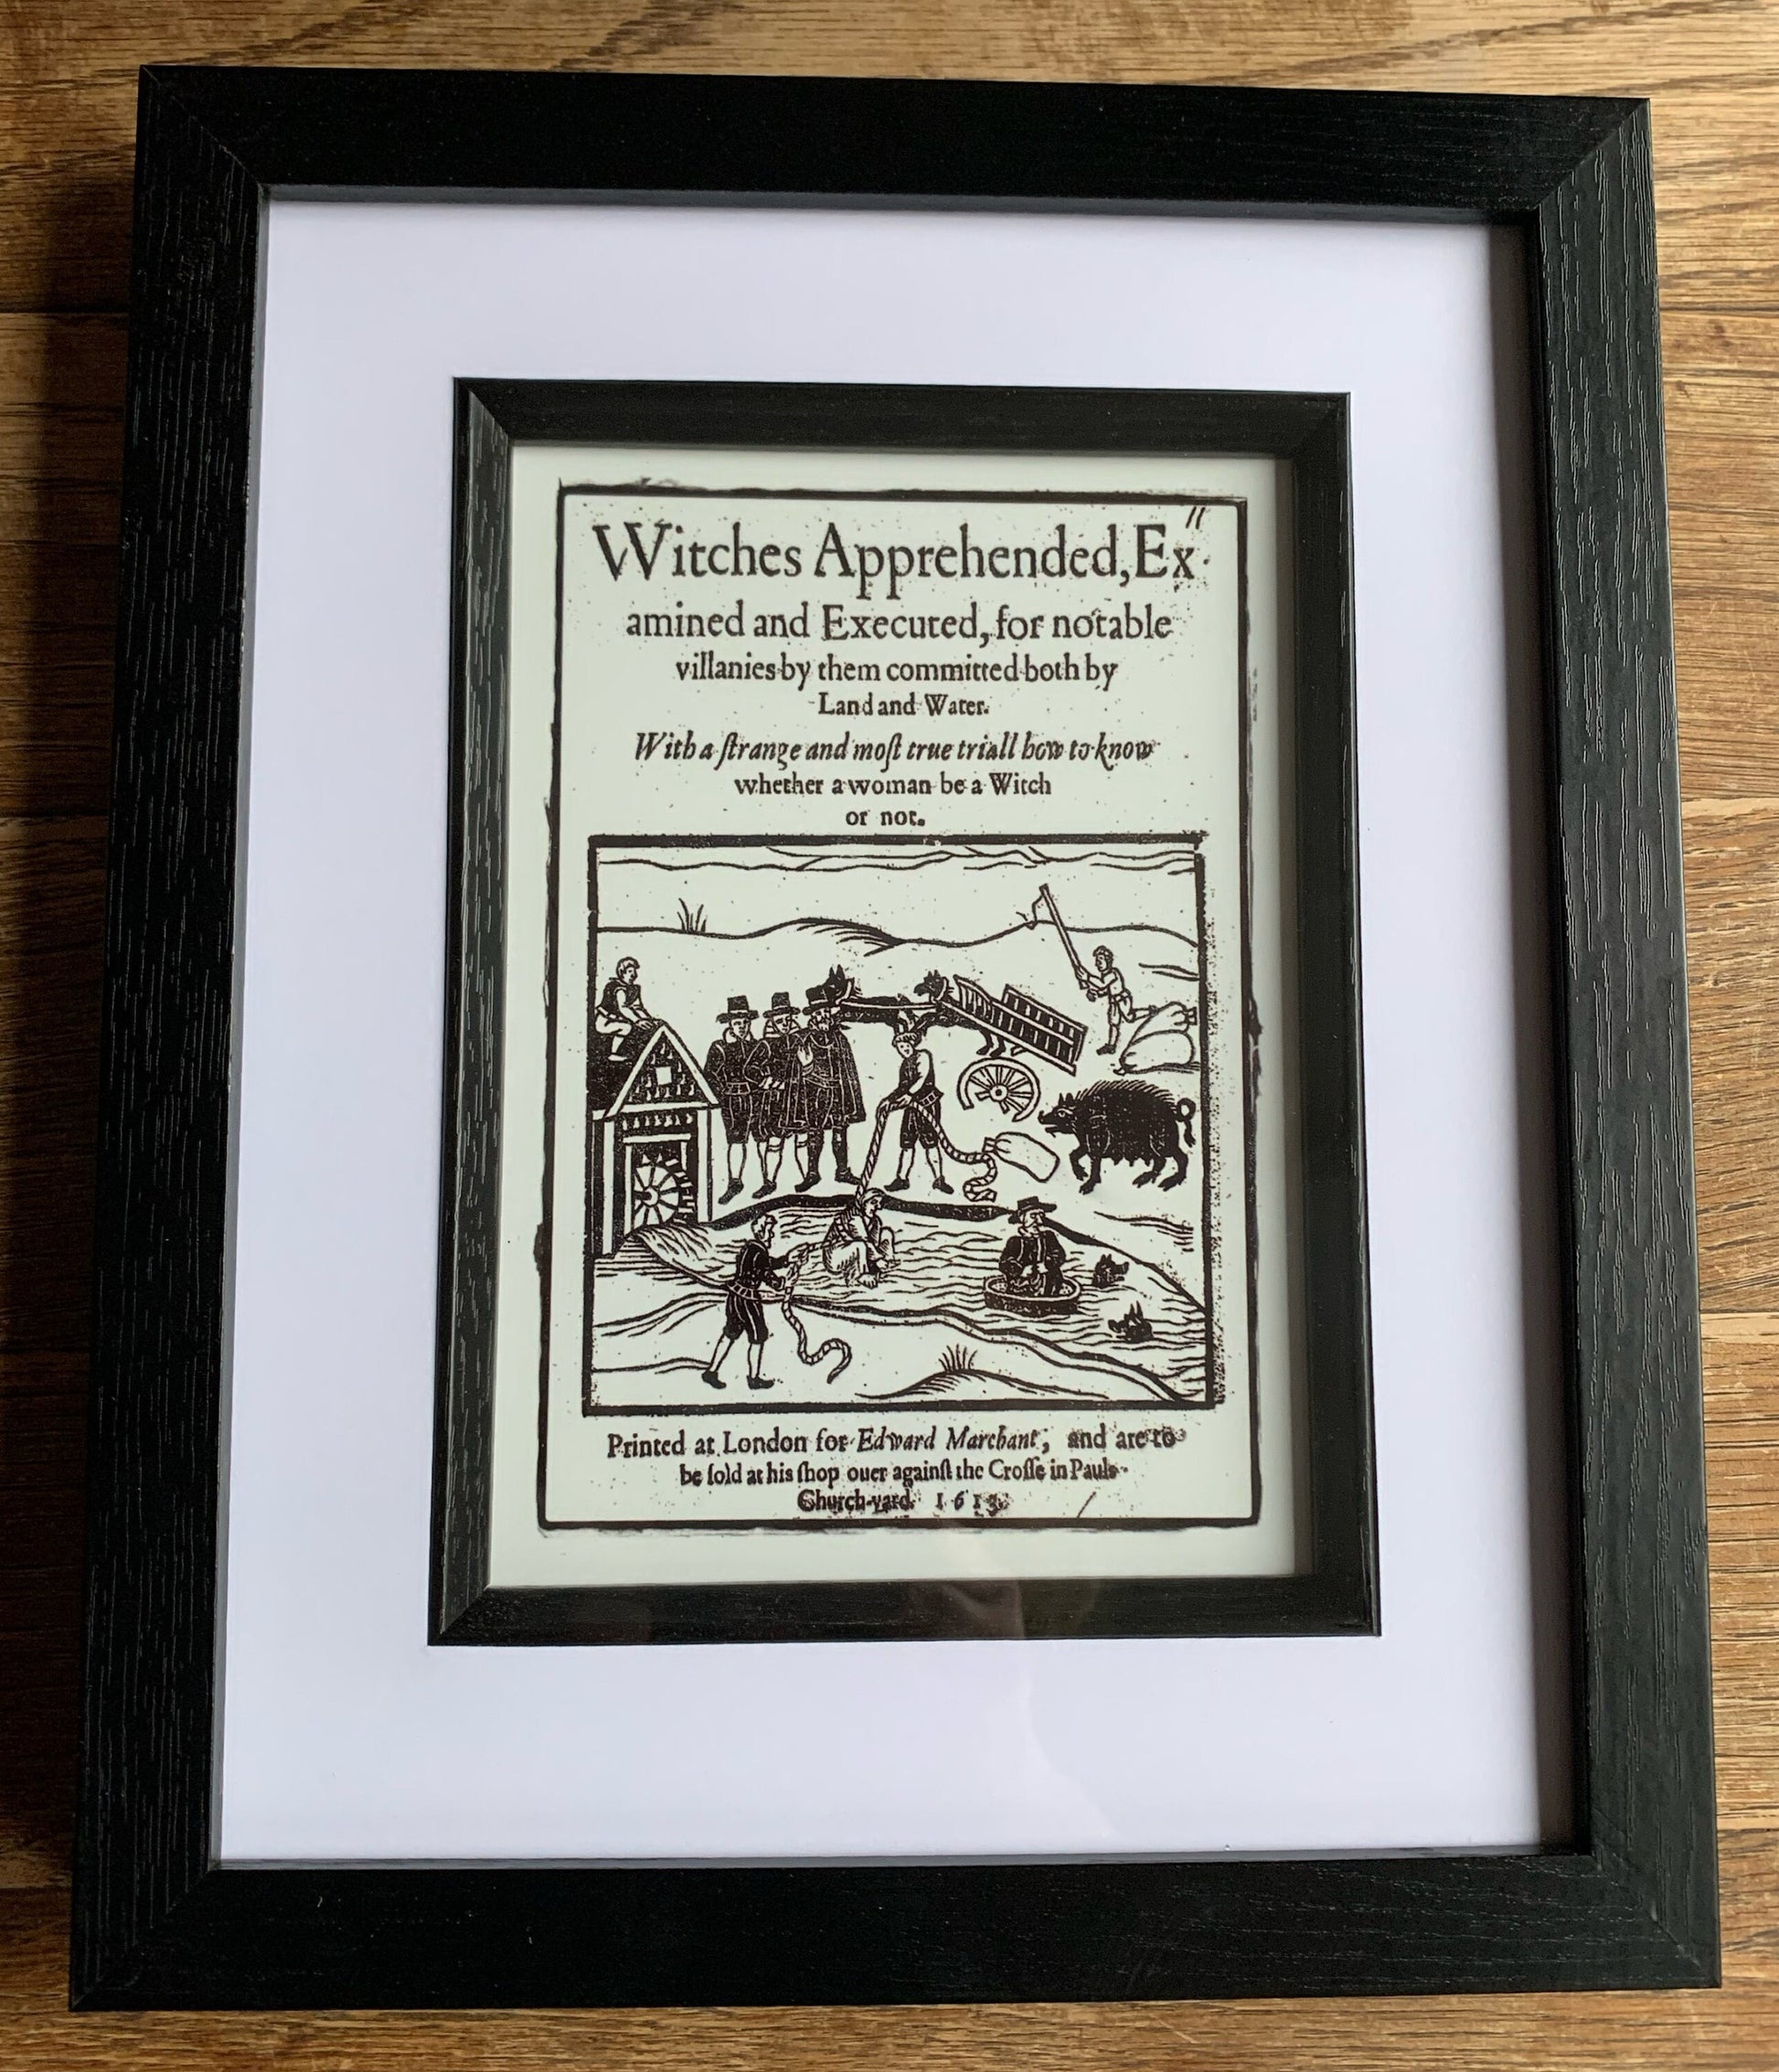 Witches Apprehended, Ex-
amined and Executed, for notable
villanies by them committed both by
Land and Water.
With a ſtrange and moſt true triall how to know
whether a woman be a Witch
or not.
Printed at London for Edward Marchant, and are to
be ſold at his ſhop ouer againſt the Croſſe in Pauls
Church-yard. 1613.